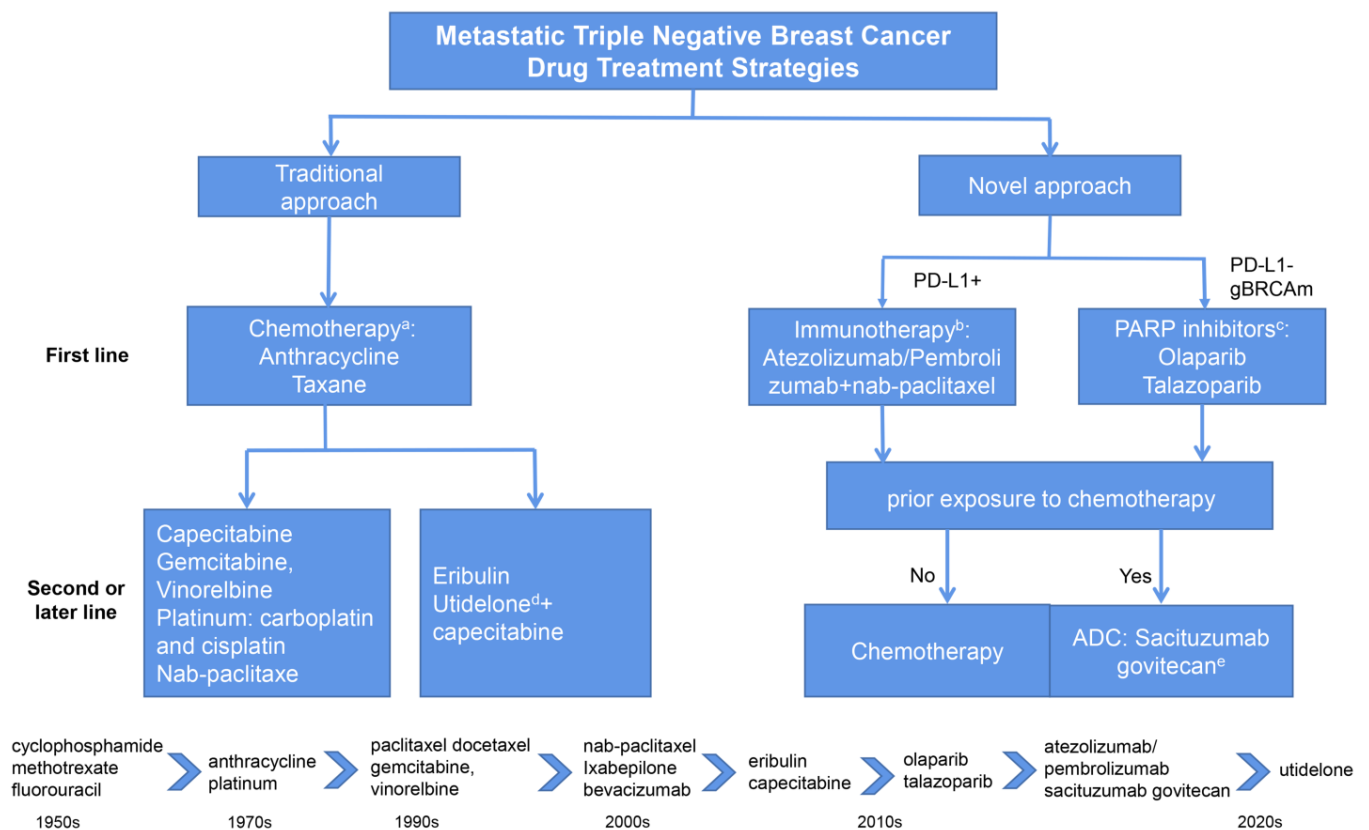 Metastatic Triple Negative Breast Cancer
Drug Treatment Strategies
Traditional
approach
Novel approach
PD-L1+
PD-L1-
gBRCAm
First line
Chemotherapyᵃ:
Anthracycline
Taxane
Immunotherapyᵇ:
Atezolizumab/Pembroli
zumab+nab-paclitaxel
PARP inhibitorsᶜ:
Olaparib
Talazoparib
prior exposure to chemotherapy
No
Yes
Second or
later line
Capecitabine
Gemcitabine,
Vinorelbine
Platinum: carboplatin
and cisplatin
Nab-paclitaxe
Eribulin
Utideloneᵈ+
capecitabine
Chemotherapy
ADC: Sacituzumab
govitecanᵉ
cyclophosphamide
methotrexate
fluorouracil
anthracycline
platinum
paclitaxel docetaxel
gemcitabine,
vinorelbine
nab-paclitaxel
Ixabepilone
bevacizumab
eribulin
capecitabine
olaparib
talazoparib
atezolizumab/
pembrolizumab
sacituzumab govitecan
utidelone
1950s
1970s
1990s
2000s
2010s
2020s